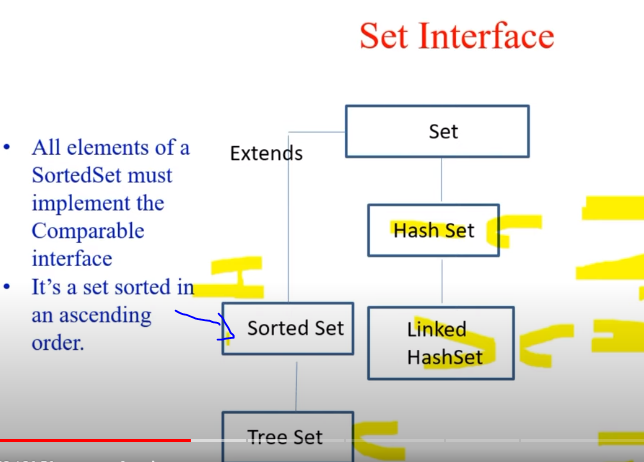 Set Interface
• All elements of a
SortedSet must
implement the
Comparable
interface
• It's a set sorted in
an ascending
order.
Extends
Set
Hash Set
Sorted Set
Linked
HashSet
Tree Set